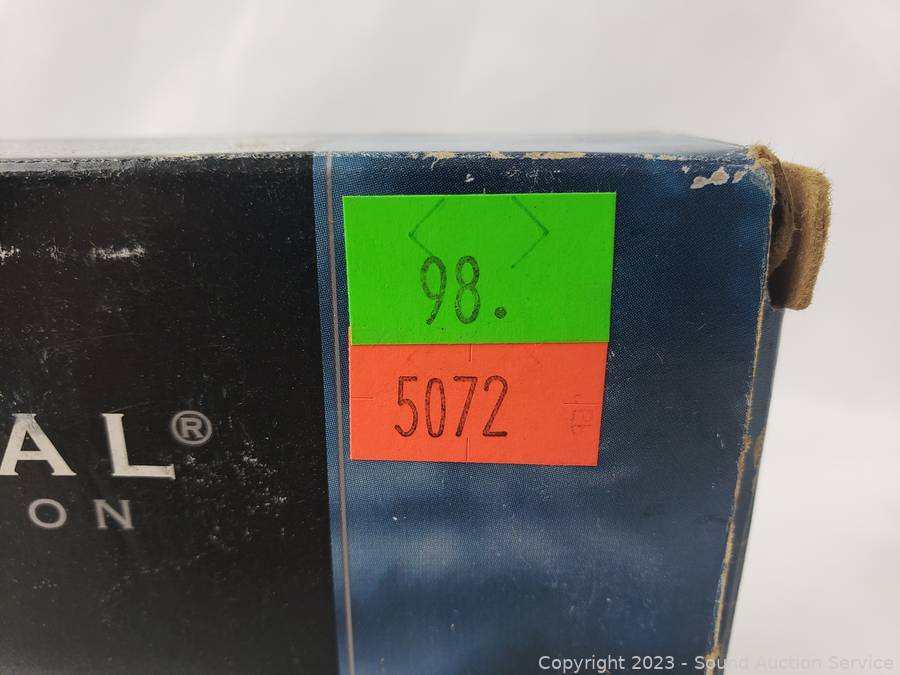 98.
5072
AL®
ON
Copyright 2023 - Sound Auction Service